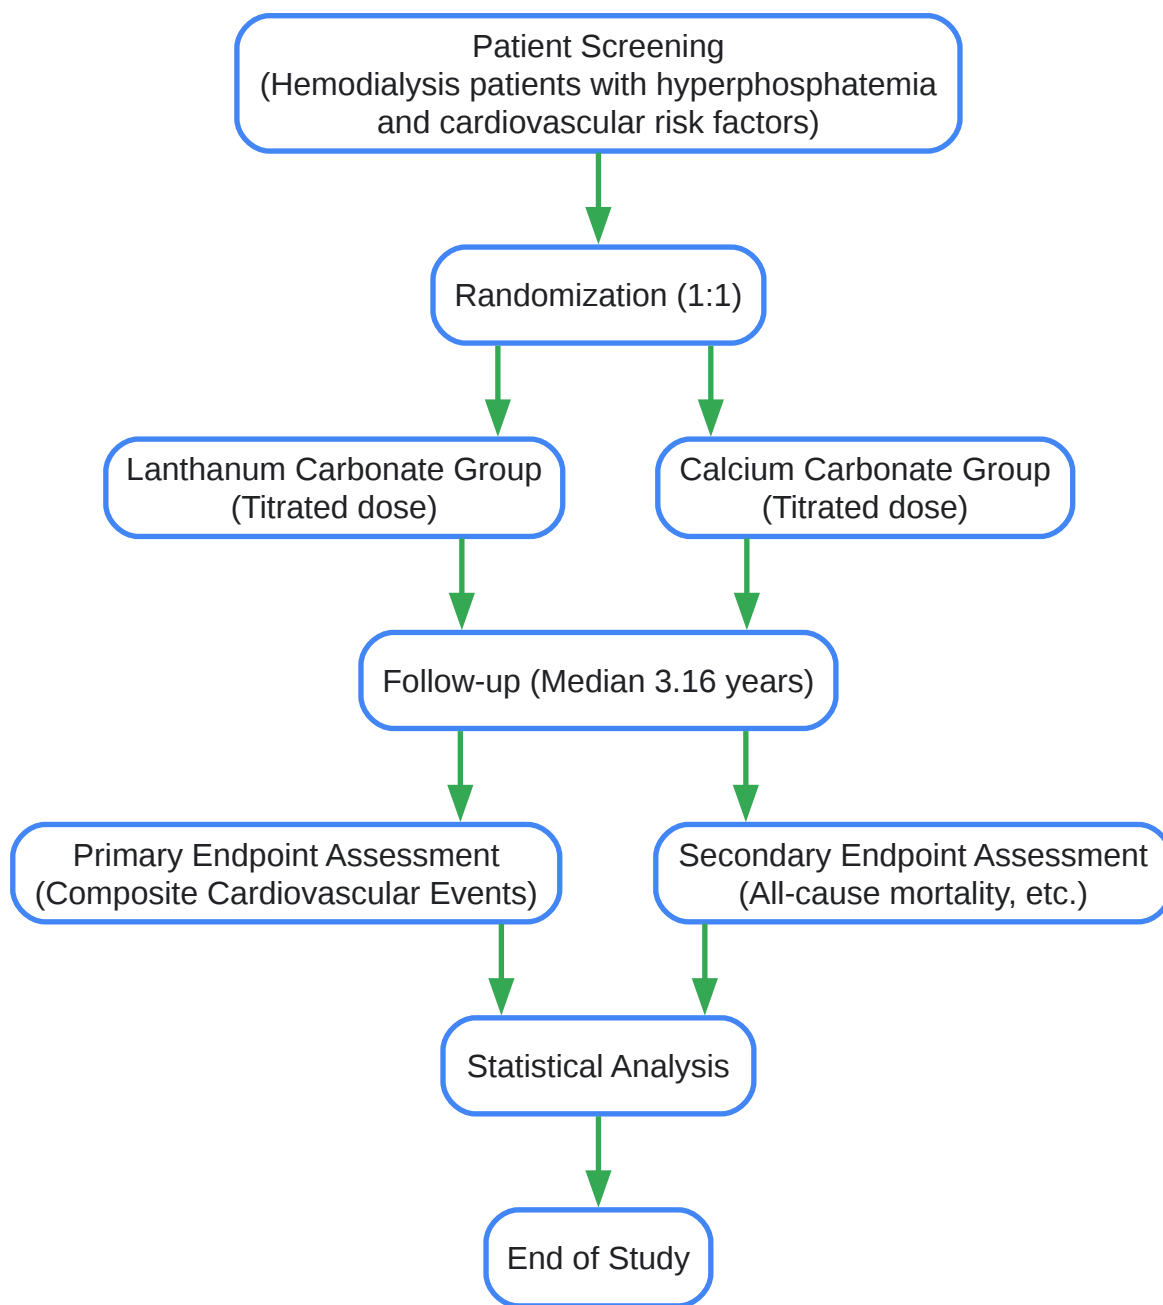 Patient Screening
(Hemodialysis patients with hyperphosphatemia
and cardiovascular risk factors)
Randomization (1:1)
Lanthanum Carbonate Group
(Titrated dose)
Calcium Carbonate Group
(Titrated dose)
Follow-up (Median 3.16 years)
Primary Endpoint Assessment
(Composite Cardiovascular Events)
Secondary Endpoint Assessment
(All-cause mortality, etc.)
Statistical Analysis
End of Study